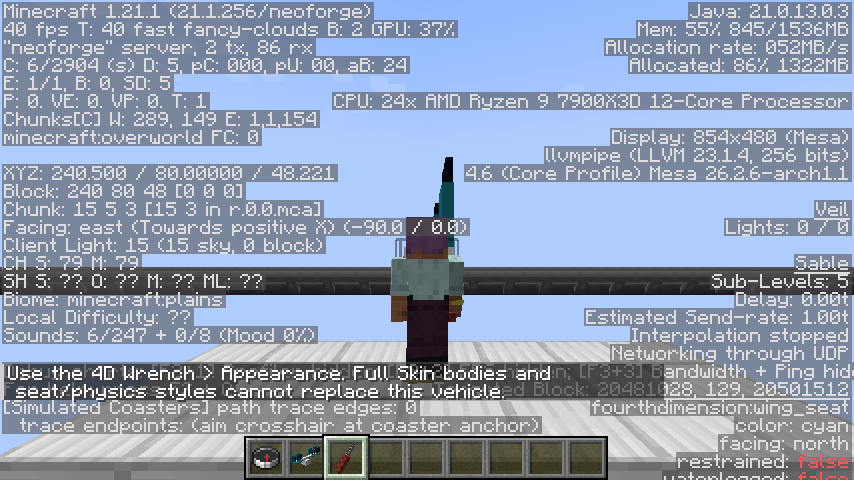 Minecraft 1.21.1 (21.1.256/neoforge)
40 fps T: 40 fast fancy-clouds B: 2 GPU: 37%
"neoforge" server, 2 tx, 86 rx
C: 6/2904 (s) D: 5, pC: 000, pU: 00, aB: 24
E: 1/1, B: 0, SD: 5
P: 0. VE: 0. VP: 0. T: 1
Chunks[C] W: 289, 149 E: 1,1,154
minecraft:overworld FC: 0
XYZ: 240.500 / 80.00000 / 48.221
Block: 240 80 48 [0 0 0]
Chunk: 15 5 3 [15 3 in r.0.0.mca]
Facing: east (Towards positive X) (-90.0 / 0.0)
Client Light: 15 (15 sky, 0 block)
CH S: 79 M: 79
SH S: ?? O: ?? M: ?? ML: ??
Biome: minecraft:plains
Local Difficulty: ??
Sounds: 6/247 + 0/8 (Mood 0%)
Use the 4D Wrench > Appearance. Full Skin bodies and
seat/physics styles cannot replace this vehicle.
[Simulated Coasters] path trace edges: 0
trace endpoints: (aim crosshair at coaster anchor)
Java: 21.0.13.0.3
Mem: 55% 845/1536MB
Allocation rate: 052MB/s
Allocated: 86% 1322MB
CPU: 24x AMD Ryzen 9 7900X3D 12-Core Processor
Display: 854x480 (Mesa)
llvmpipe (LLVM 23.1.4, 256 bits)
4.6 (Core Profile) Mesa 26.2.6-arch1.1
Veil
Lights: 0 / 0
Sable
Sub-Levels: 5
Delay: 0.00t
Estimated Send-rate: 1.00t
Interpolation stopped
Networking through UDP
[F3+3] Bandwidth + Ping hid
Block: 20481028, 129, 20501512
fourthdimension:wing_seat
color: cyan
facing: north
restrained: false
waterlogged: false